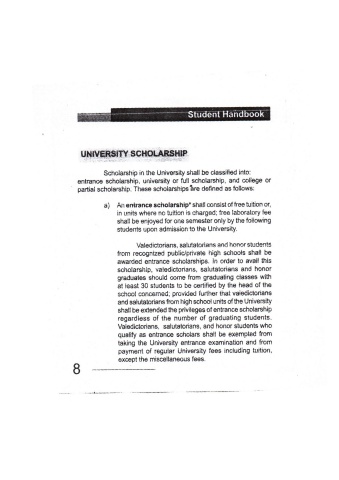 Student Handbook
UNIVERSITY SCHOLARSHIP
Scholarship in the University shall be classified into:
entrance scholarship, university or full scholarship, and college or
partial scholarship. These scholarships are defined as follows:
a) An entrance scholarship* shall consist of free tuition or,
in units where no tuition is charged; free laboratory fee
shall be enjoyed for one semester only by the following
students upon admission to the University.
Valedictorians, salutatorians and honor students
from recognized public/private high schools shall be
awarded entrance scholarships. In order to avail this
scholarship, valedictorians, salutatorians and honor
graduates should come from graduating classes with
at least 30 students to be certified by the head of the
school concerned; provided further that valedictorians
and salutatorians from high school units of the University
shall be extended the privileges of entrance scholarship
regardless of the number of graduating students.
Valedictorians, salutatorians, and honor students who
qualify as entrance scholars shall be exempted from
taking the University entrance examination and from
payment of regular University fees including tuition,
except the miscellaneous fees.
8